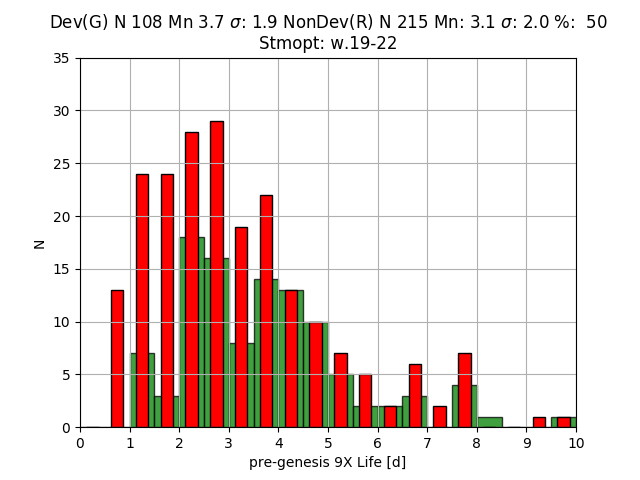 Dev(G) N 108 Mn 3.7 σ: 1.9 NonDev(R) N 215 Mn: 3.1 σ: 2.0 %: 50
Stmopt: w.19-22
35
30
25
20
15
10
5
0
N
0 1 2 3 4 5 6 7 8 9 10
pre-genesis 9X Life [d]